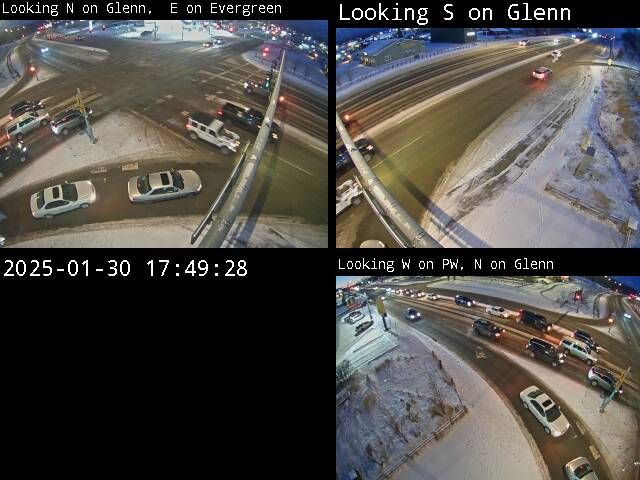 Looking N on Glenn,  E on Evergreen
Looking S on Glenn
2025-01-30 17:49:28
Looking W on PW, N on Glenn